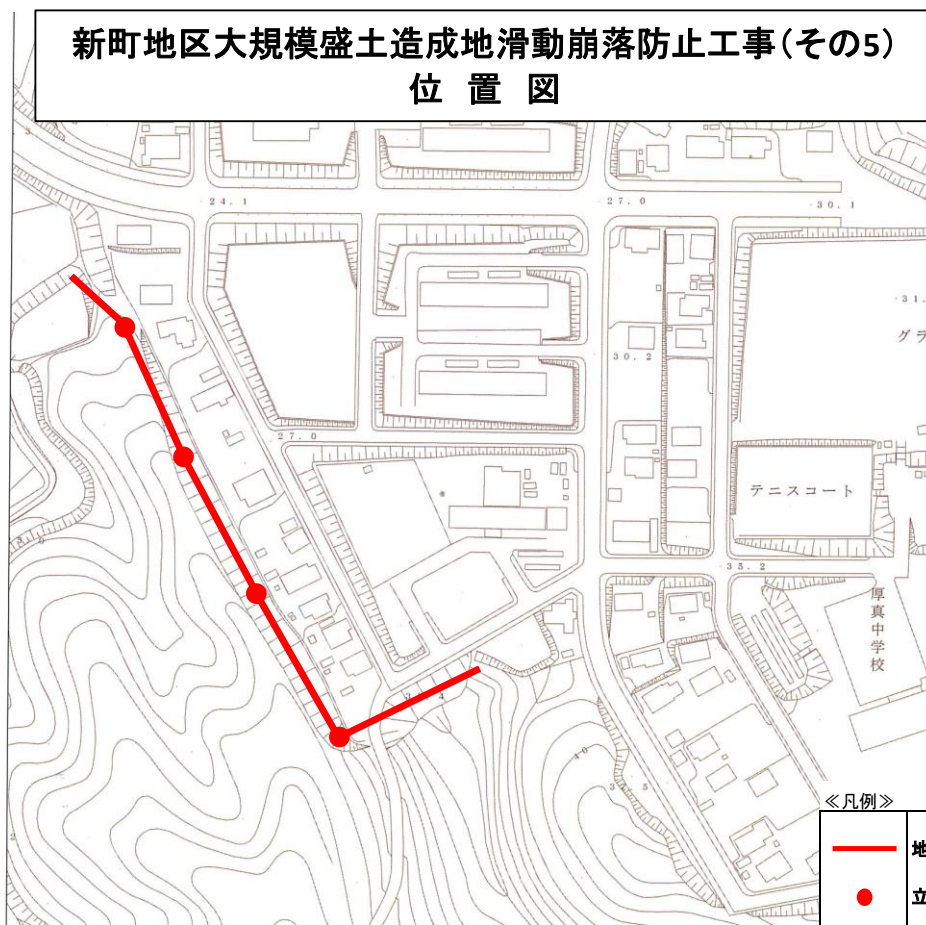 新町地区大規模盛土造成地滑動崩落防止工事(その5)
位 置 図
24.1
27.0
30.1
31.
グラ
30.2
27.0
テニスコート
35.2
厚真中学校
40
≪凡例≫
地
立